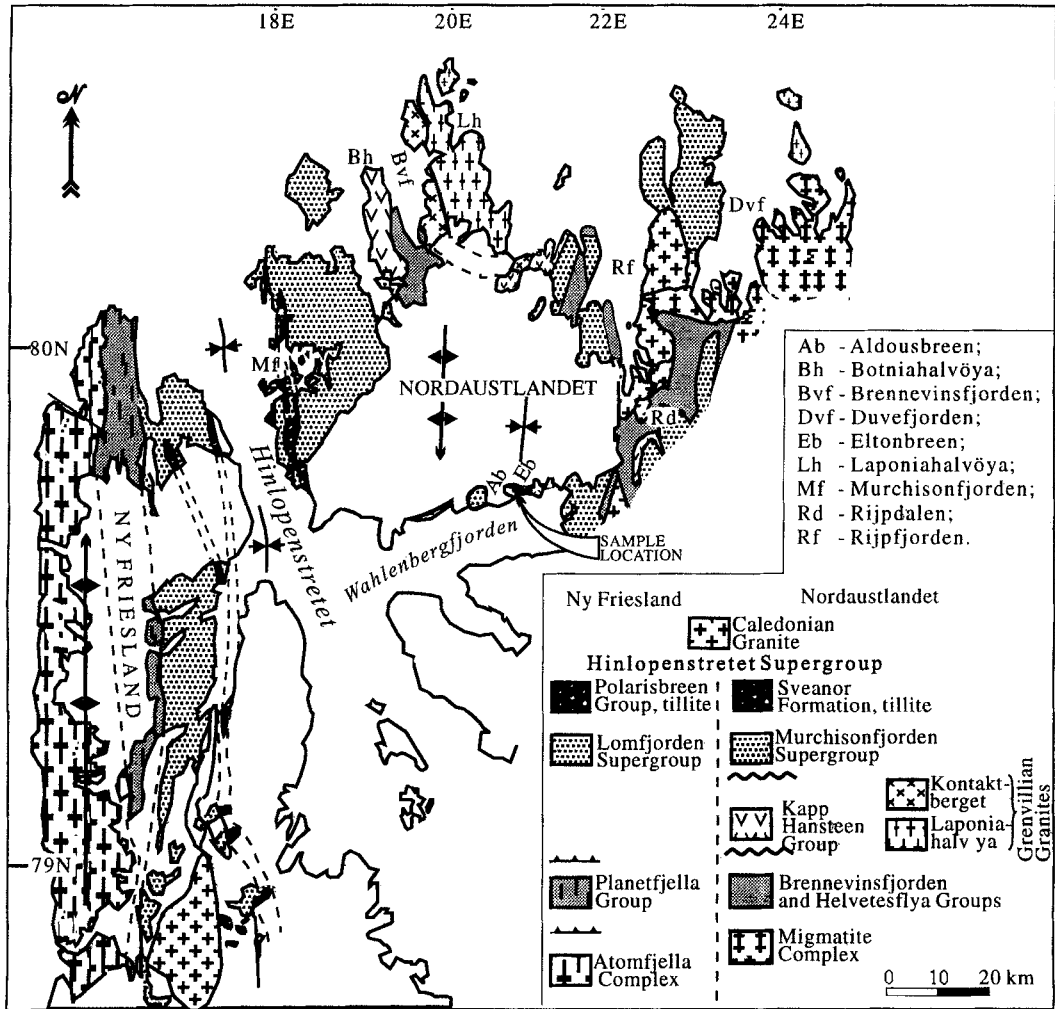 18E 20E 22E 24E
N
Lh
Bh
Bvf
Dvf
Rf
80N
Mf
NORDAUSTLANDET
Rd
Ab - Aldousbreen;
Bh - Botniahalvöya;
Bvf - Brennevinsfjorden;
Dvf - Duvefjorden;
Eb - Eltonbreen;
Lh - Laponiahalvöya;
Mf - Murchisonfjorden;
Rd - Rijpdalen;
Rf - Rijpfjorden.
Hinlopenstretet
Ab
Eb
NY FRIESLAND
Wahlenbergfjorden
SAMPLE
LOCATION
79N
Ny Friesland
Nordaustlandet
Caledonian
Granite
Hinlopenstretet Supergroup
Polarisbreen
Group, tillite
Sveanor
Formation, tillite
Lomfjorden
Supergroup
Murchisonfjorden
Supergroup
Kapp
Hansteen
Group
Kontakt-
berget
Laponia-
halv ya
Grenvillian
Granites
Planetfjella
Group
Brennevinsfjorden
and Helvetesflya Groups
Atomfjella
Complex
Migmatite
Complex
0 10 20 km